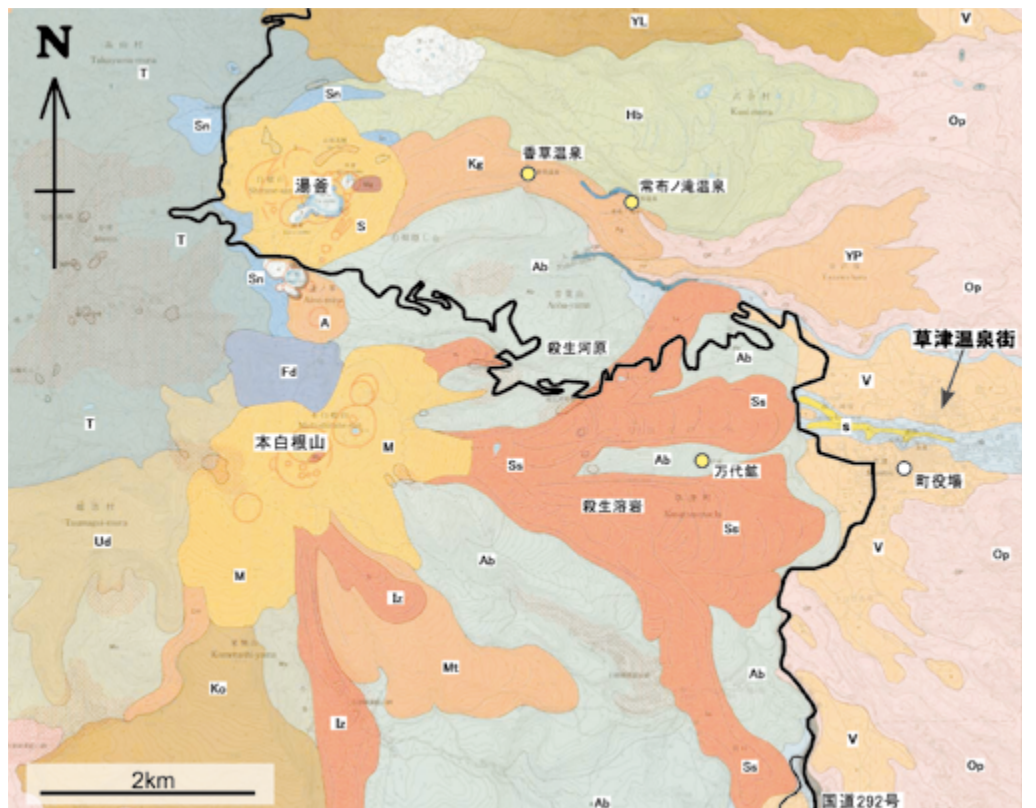 N
YL
V
T
Sn
Hb
Op
Sn
Kg
香草温泉
湯釜
常布ノ滝温泉
S
T
Ab
YP
Sn
Op
A
殺生河原
草津温泉街
Ab
Fd
V
T
Ss
s
本白根山
M
Ab
万代鉱
町役場
Ss
殺生溶岩
Ss
Ud
Ab
V
Op
M
Iz
Mt
Ab
Ko
Iz
V
Ss
Op
2km
Ab
国道292号